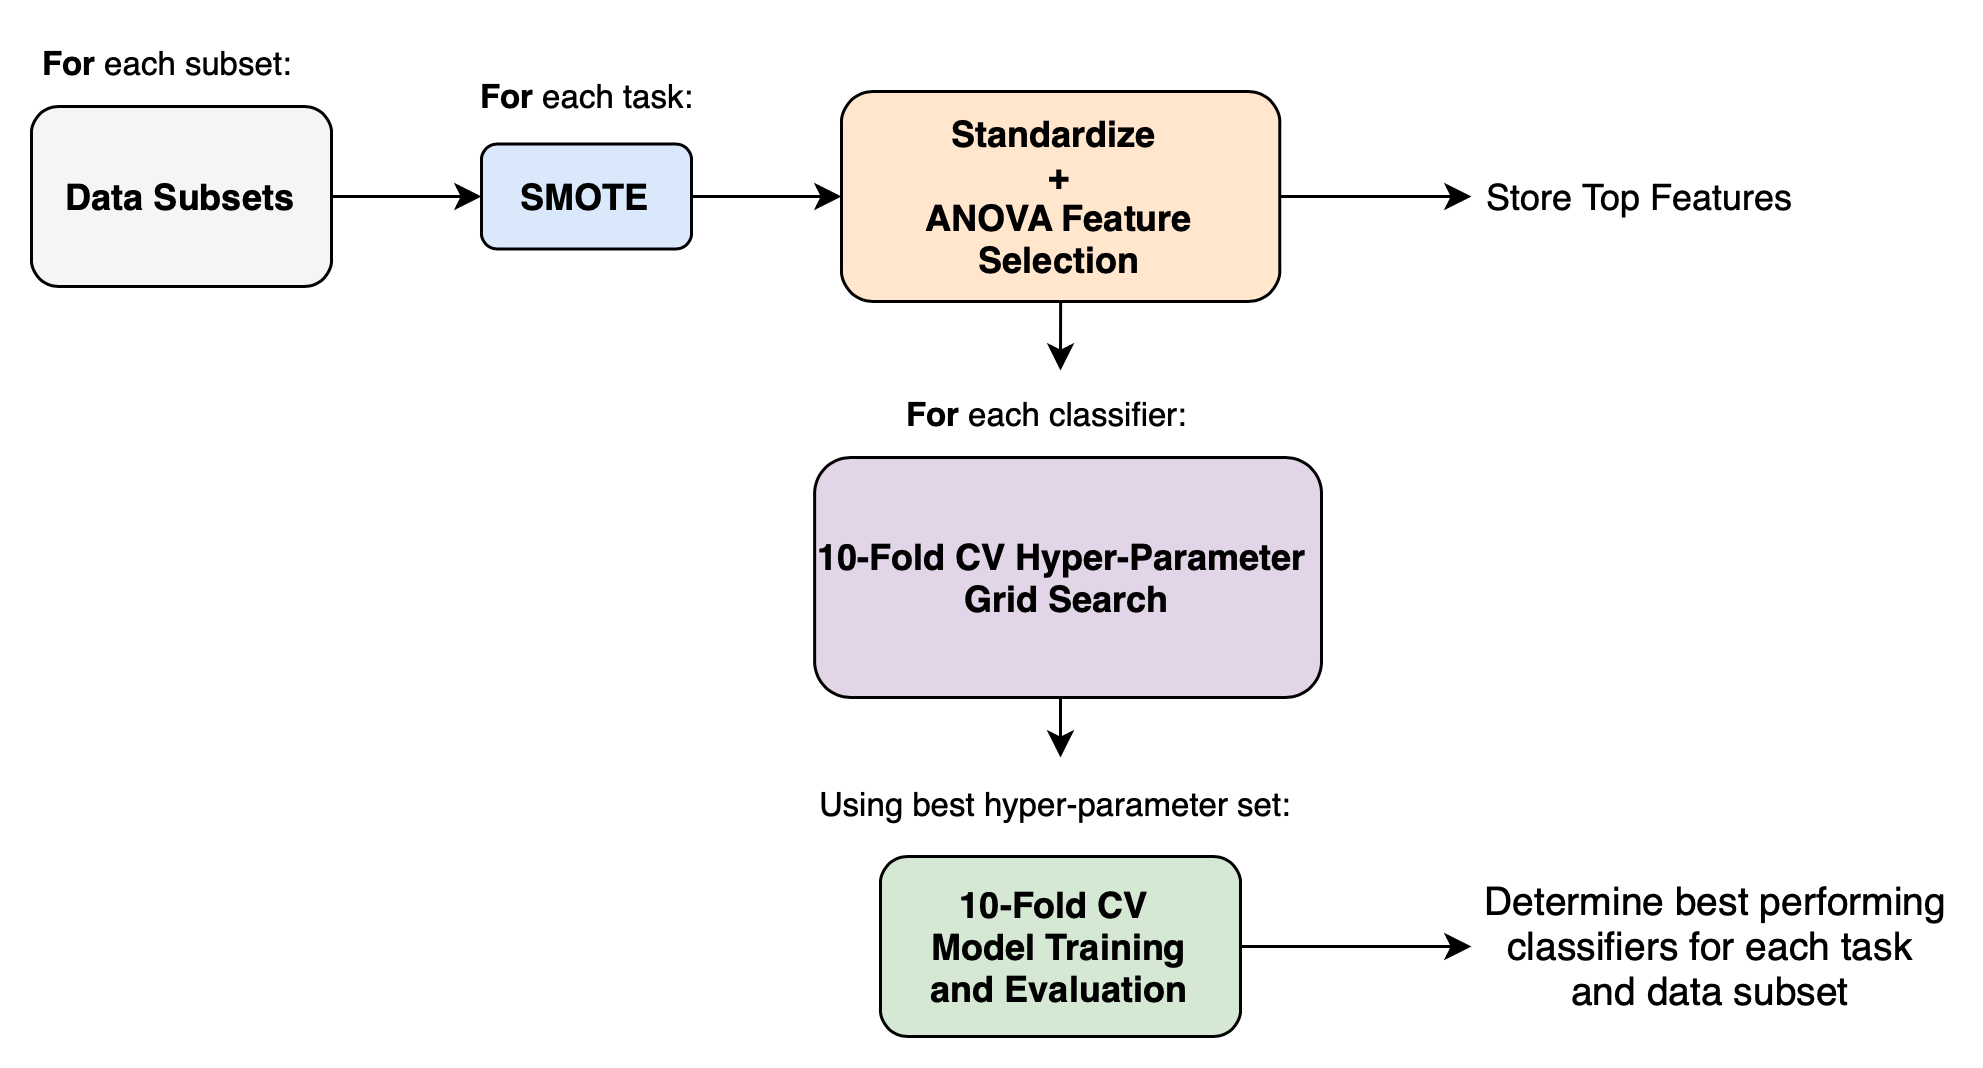 For each subset:
For each task:
Data Subsets
SMOTE
Standardize
+
ANOVA Feature
Selection
Store Top Features
For each classifier:
10-Fold CV Hyper-Parameter
Grid Search
Using best hyper-parameter set:
10-Fold CV
Model Training
and Evaluation
Determine best performing
classifiers for each task
and data subset